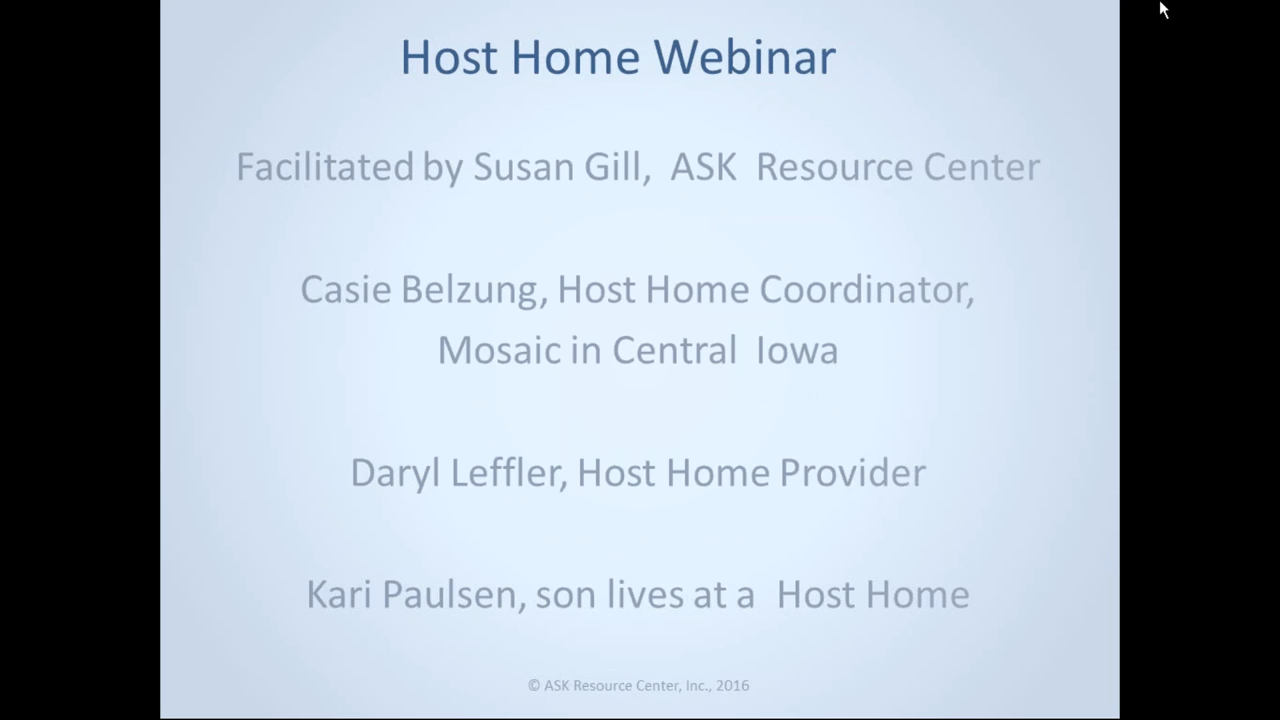 Host Home Webinar
Facilitated by Susan Gill, ASK Resource Center
Casie Belzung, Host Home Coordinator,
Mosaic in Central Iowa
Daryl Leffler, Host Home Provider
Kari Paulsen, son lives at a Host Home
© ASK Resource Center, Inc., 2016